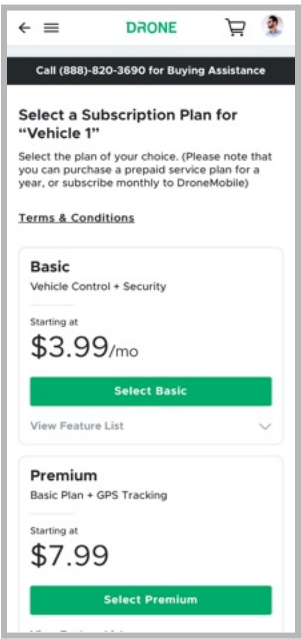 DRONE
Call (888)-820-3690 for Buying Assistance
Select a Subscription Plan for
“Vehicle 1”
Select the plan of your choice. (Please note that
you can purchase a prepaid service plan for a
year, or subscribe monthly to DroneMobile)
Terms & Conditions
Basic
Vehicle Control + Security
Starting at
$3.99/mo
Select Basic
View Feature List
Premium
Basic Plan + GPS Tracking
Starting at
$7.99
Select Premium